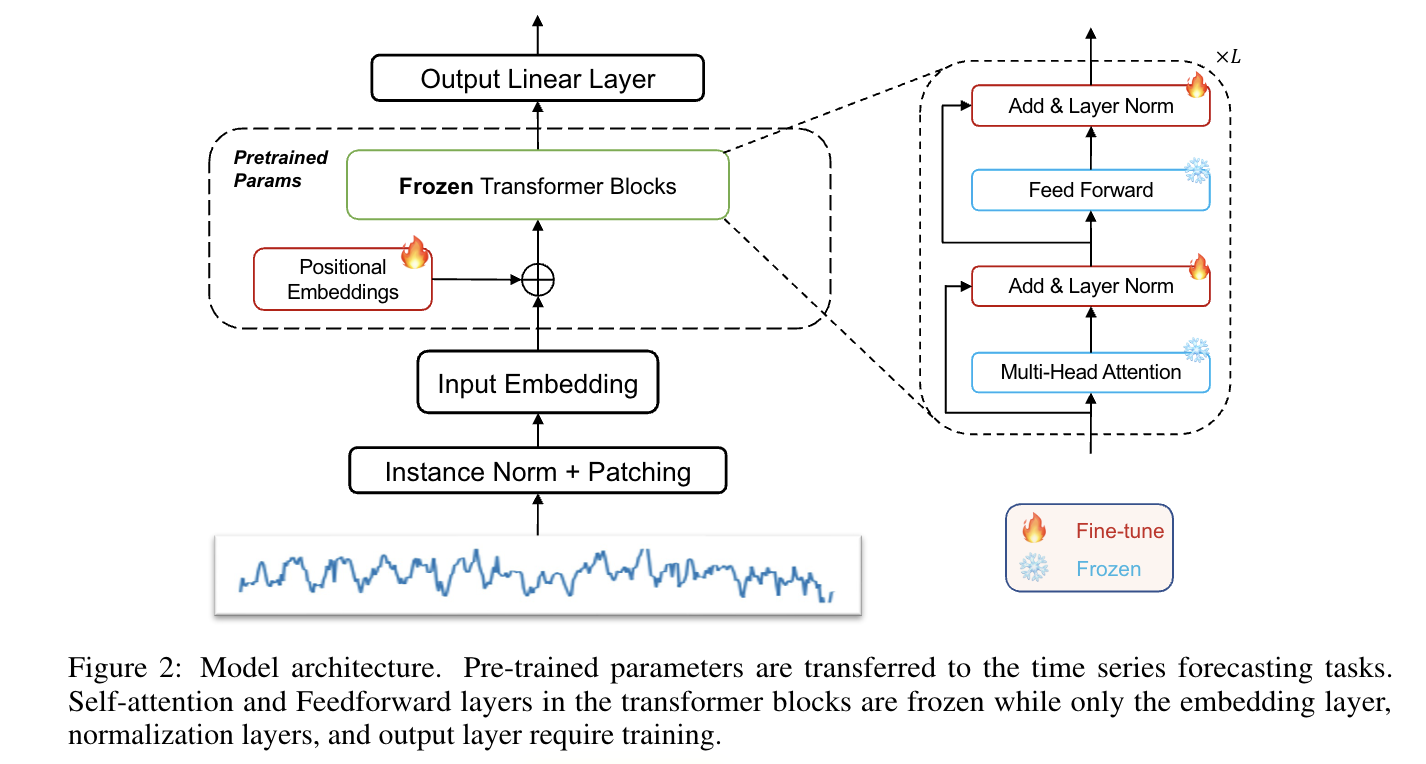 Output Linear Layer
Pretrained
Params
Frozen Transformer Blocks
Positional
Embeddings
Input Embedding
Instance Norm + Patching
×L
Add & Layer Norm
Feed Forward
Add & Layer Norm
Multi-Head Attention
Fine-tune
Frozen
Figure 2: Model architecture. Pre-trained parameters are transferred to the time series forecasting tasks.
Self-attention and Feedforward layers in the transformer blocks are frozen while only the embedding layer,
normalization layers, and output layer require training.